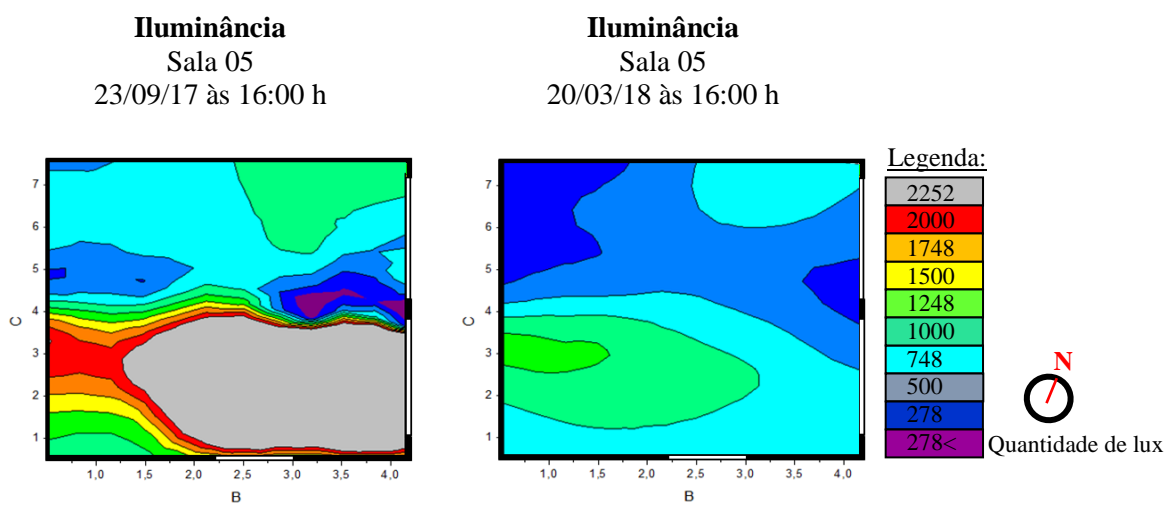 Iluminância
Sala 05
23/09/17 às 16:00 h
Iluminância
Sala 05
20/03/18 às 16:00 h
7
6
5
4
3
2
1
C
1,0 1,5 2,0 2,5 3,0 3,5 4,0
B
7
6
5
4
3
2
1
C
1,0 1,5 2,0 2,5 3,0 3,5 4,0
B
Legenda:
2252
2000
1748
1500
1248
1000
748
500
278
278<
N
Quantidade de lux